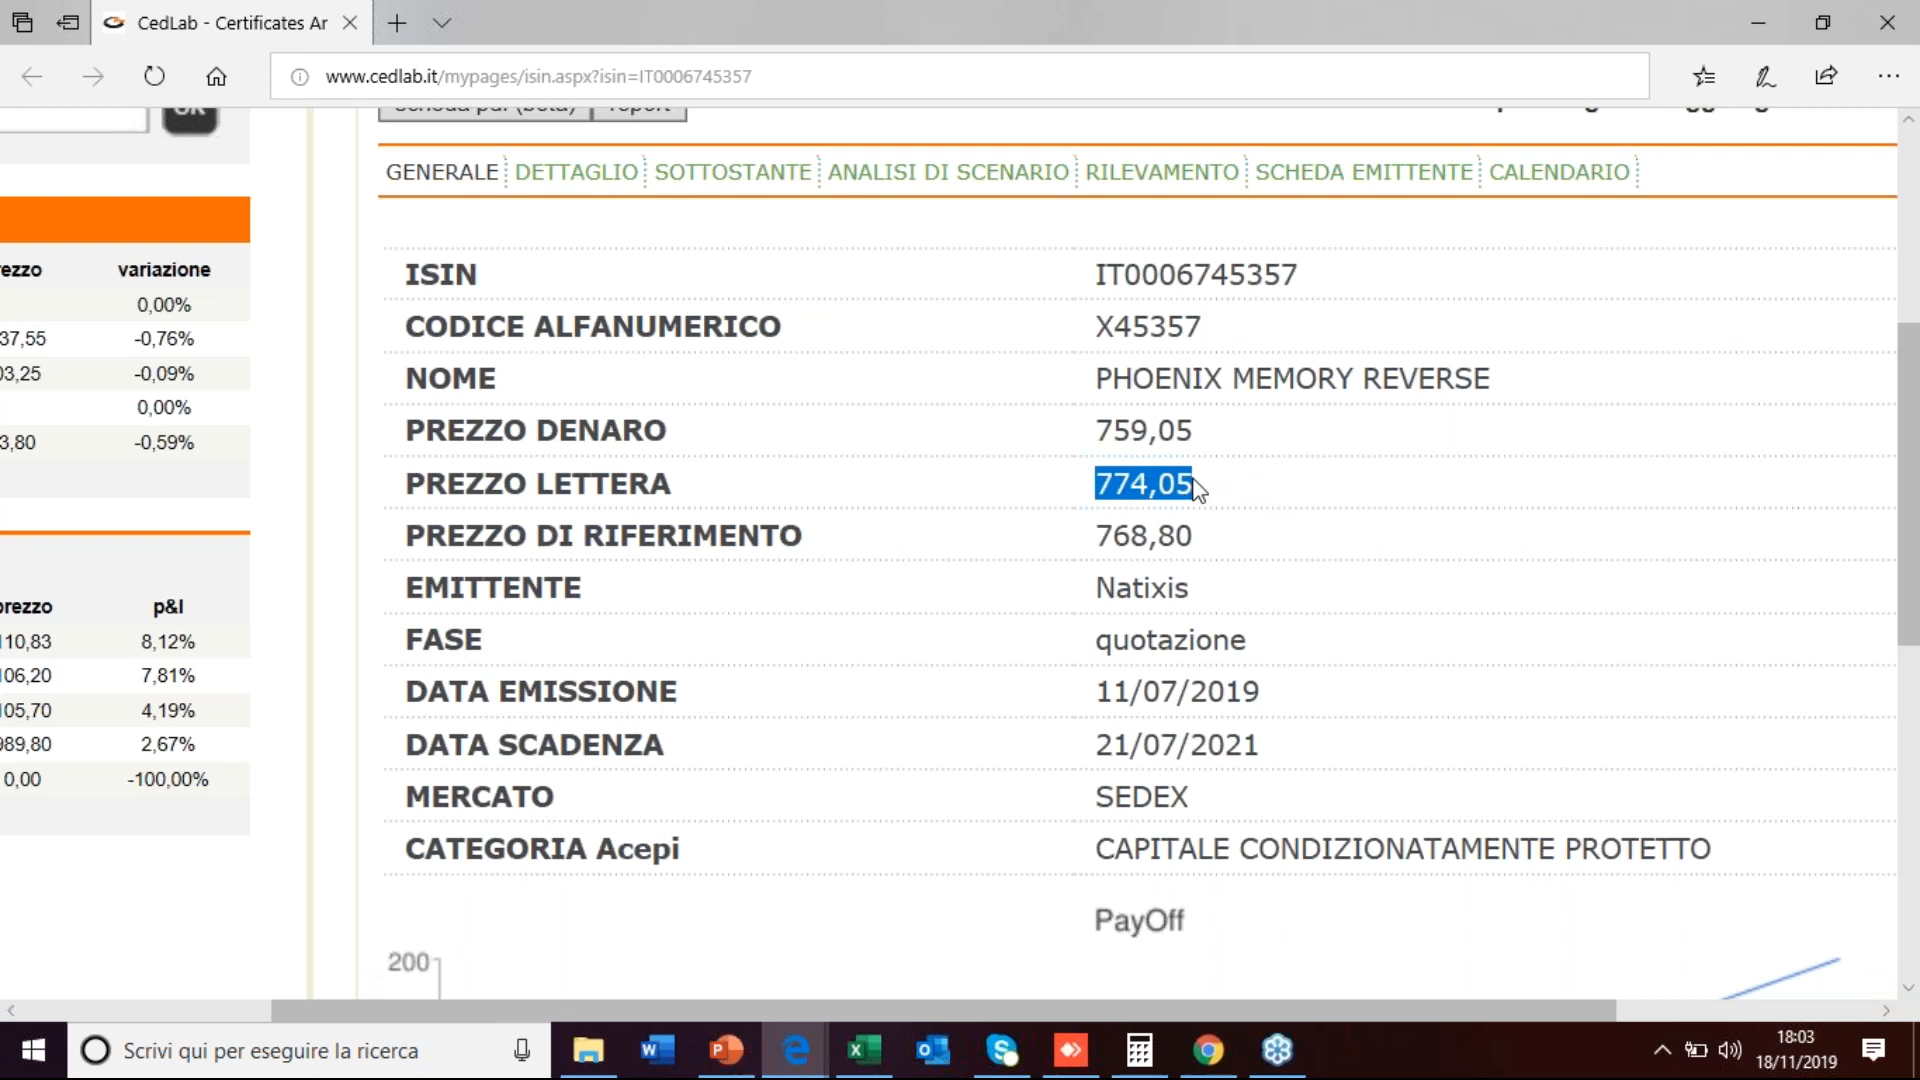 CedLab - Certificates Ar
www.cedlab.it/mypages/isin.aspx?isin=IT0006745357
GENERALE DETTAGLIO SOTTOSTANTE ANALISI DI SCENARIO RILEVAMENTO SCHEDA EMITTENTE CALENDARIO
ezzo variazione
0,00%
37,55 -0,76%
03,25 -0,09%
0,00%
3,80 -0,59%
prezzo p&l
110,83 8,12%
106,20 7,81%
105,70 4,19%
989,80 2,67%
0,00 -100,00%
ISIN IT0006745357
CODICE ALFANUMERICO X45357
NOME PHOENIX MEMORY REVERSE
PREZZO DENARO 759,05
PREZZO LETTERA 774,05
PREZZO DI RIFERIMENTO 768,80
EMITTENTE Natixis
FASE quotazione
DATA EMISSIONE 11/07/2019
DATA SCADENZA 21/07/2021
MERCATO SEDEX
CATEGORIA Acepi CAPITALE CONDIZIONATAMENTE PROTETTO
PayOff
200
Scrivi qui per eseguire la ricerca
18:03
18/11/2019